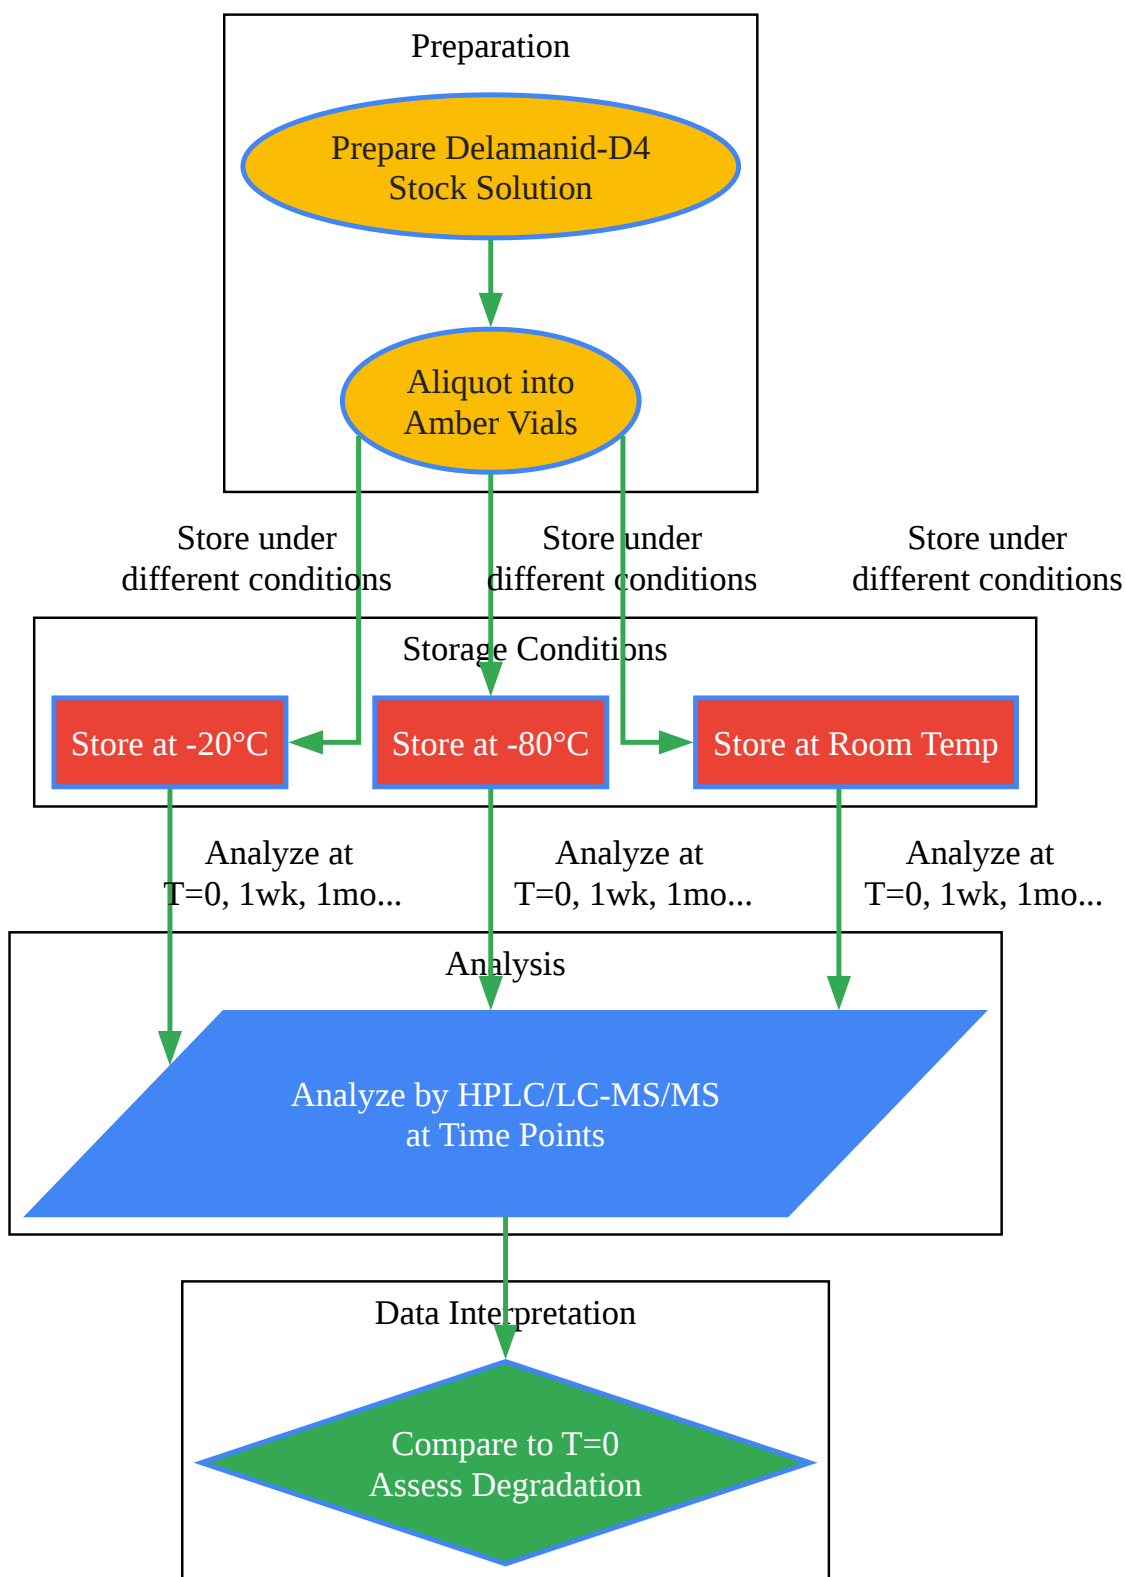 Preparation
Prepare Delamanid-D4
Stock Solution
Aliquot into
Amber Vials
Store under
different conditions
Store under
different conditions
Store under
different conditions
Storage Conditions
Store at -20°C
Store at -80°C
Store at Room Temp
Analyze at
T=0, 1wk, 1mo...
Analyze at
T=0, 1wk, 1mo...
Analyze at
T=0, 1wk, 1mo...
Analysis
Analyze by HPLC/LC-MS/MS
at Time Points
Data Interpretation
Compare to T=0
Assess Degradation